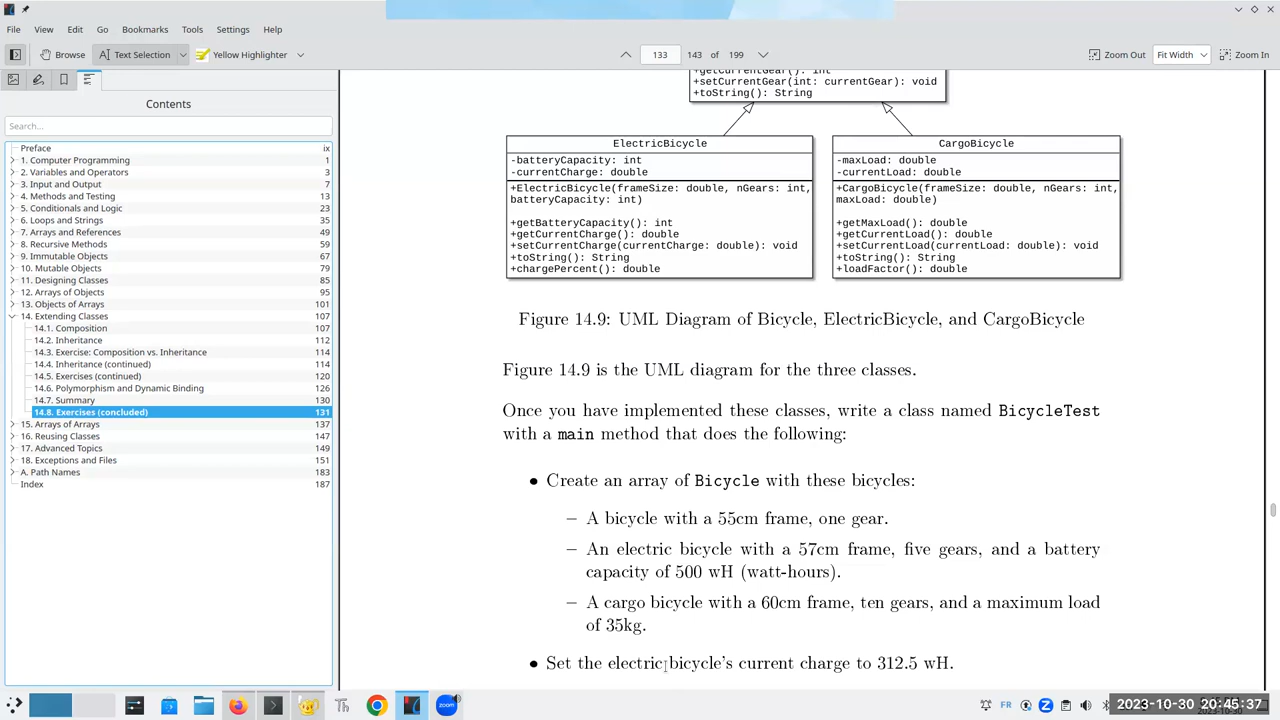 File View Edit Go Bookmarks Tools Settings Help
Browse Text Selection Yellow Highlighter 133 143 of 199 Zoom Out Fit Width Zoom In
Contents
Search...
Preface ix
1. Computer Programming 1
2. Variables and Operators 3
3. Input and Output 7
4. Methods and Testing 13
5. Conditionals and Logic 23
6. Loops and Strings 35
7. Arrays and References 49
8. Recursive Methods 59
9. Immutable Objects 67
10. Mutable Objects 79
11. Designing Classes 85
12. Arrays of Objects 95
13. Objects of Arrays 101
14. Extending Classes 107
14.1. Composition 107
14.2. Inheritance 112
14.3. Exercise: Composition vs. Inheritance 114
14.4. Inheritance (continued) 114
14.5. Exercises (continued) 120
14.6. Polymorphism and Dynamic Binding 126
14.7. Summary 130
14.8. Exercises (concluded) 131
15. Arrays of Arrays 137
16. Reusing Classes 147
17. Advanced Topics 149
18. Exceptions and Files 151
A. Path Names 183
Index 187
+getCurrentGear(): int
+setCurrentGear(int: currentGear): void
+toString(): String
ElectricBicycle
-batteryCapacity: int
-currentCharge: double
+ElectricBicycle(frameSize: double, nGears: int,
batteryCapacity: int)
+getBatteryCapacity(): int
+getCurrentCharge(): double
+setCurrentCharge(currentCharge: double): void
+toString(): String
+chargePercent(): double
CargoBicycle
-maxLoad: double
-currentLoad: double
+CargoBicycle(frameSize: double, nGears: int,
maxLoad: double)
+getMaxLoad(): double
+getCurrentLoad(): double
+setCurrentLoad(currentLoad: double): void
+toString(): String
+loadFactor(): double
Figure 14.9: UML Diagram of Bicycle, ElectricBicycle, and CargoBicycle
Figure 14.9 is the UML diagram for the three classes.
Once you have implemented these classes, write a class named BicycleTest
with a main method that does the following:
• Create an array of Bicycle with these bicycles:
– A bicycle with a 55cm frame, one gear.
– An electric bicycle with a 57cm frame, five gears, and a battery
capacity of 500 wH (watt-hours).
– A cargo bicycle with a 60cm frame, ten gears, and a maximum load
of 35kg.
• Set the electric bicycle's current charge to 312.5 wH.
Th zoom FR 2023-10-30 20:45:37